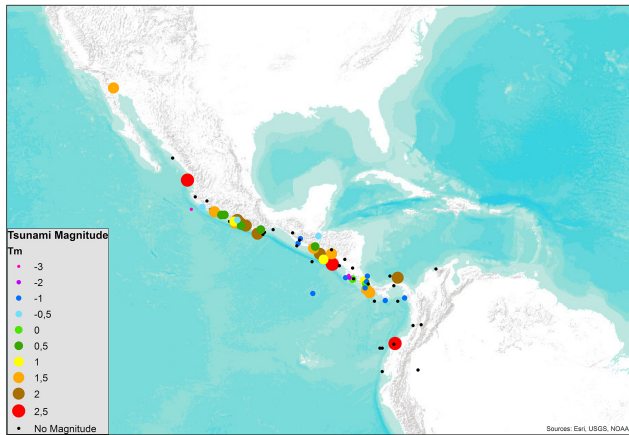 Tsunami Magnitude
Tm
-3
-2
-1
-0,5
0
0,5
1
1,5
2
2,5
No Magnitude
Sources: Esri, USGS, NOAA